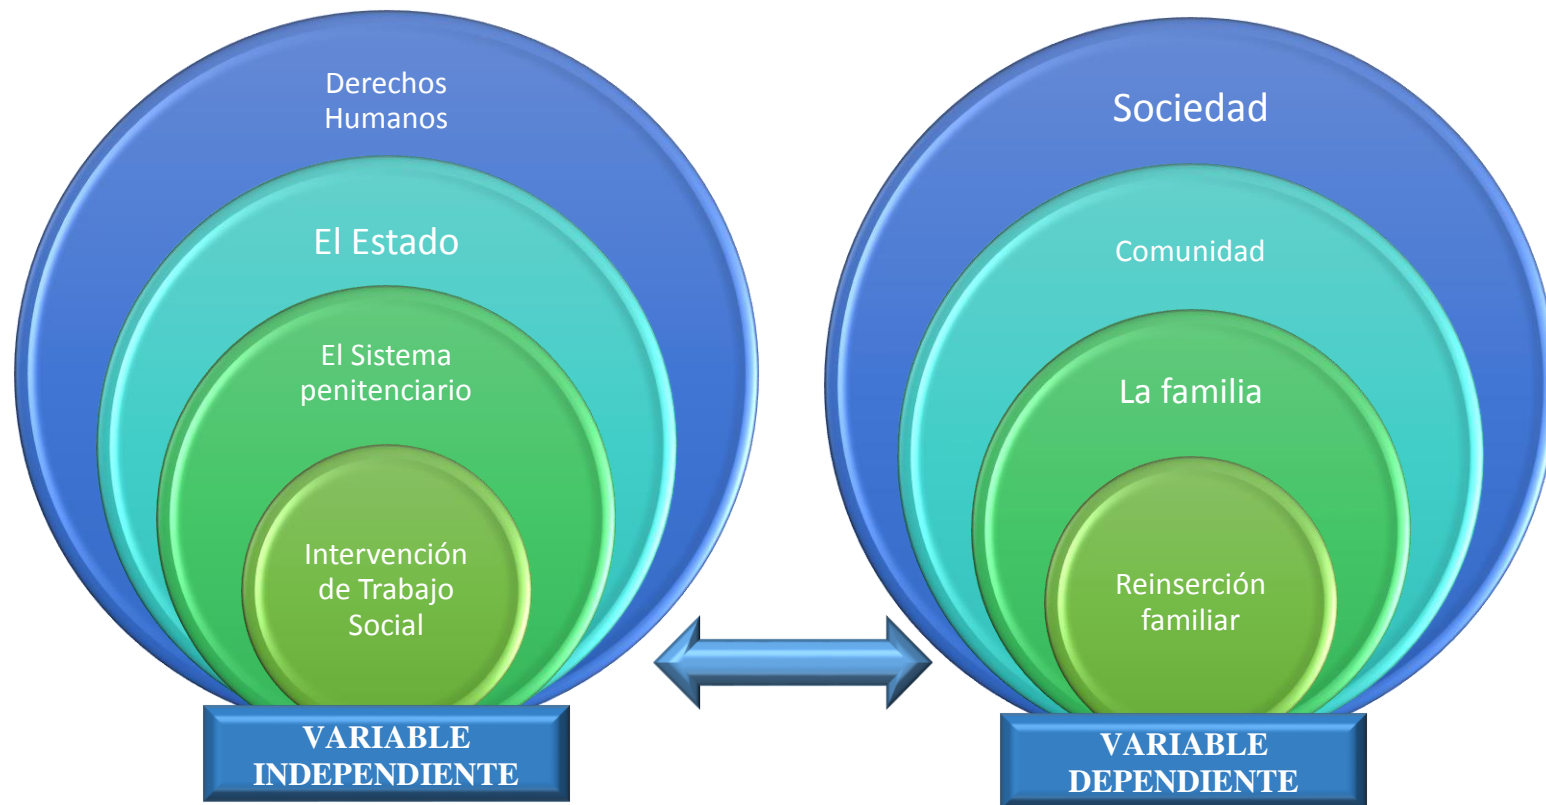 Derechos
Humanos
El Estado
El Sistema
penitenciario
Intervención
de Trabajo
Social
VARIABLE
INDEPENDIENTE
Sociedad
Comunidad
La familia
Reinserción
familiar
VARIABLE
DEPENDIENTE